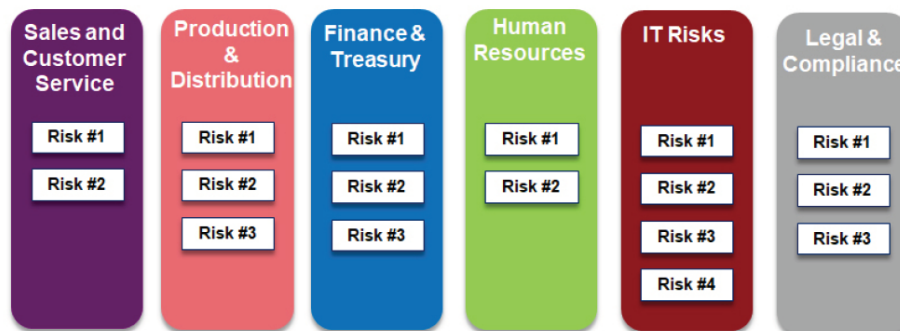 Sales and
Customer
Service
Risk #1
Risk #2
Production
&
Distribution
Risk #1
Risk #2
Risk #3
Finance &
Treasury
Risk #1
Risk #2
Risk #3
Human
Resources
Risk #1
Risk #2
IT Risks
Risk #1
Risk #2
Risk #3
Risk #4
Legal &
Compliance
Risk #1
Risk #2
Risk #3